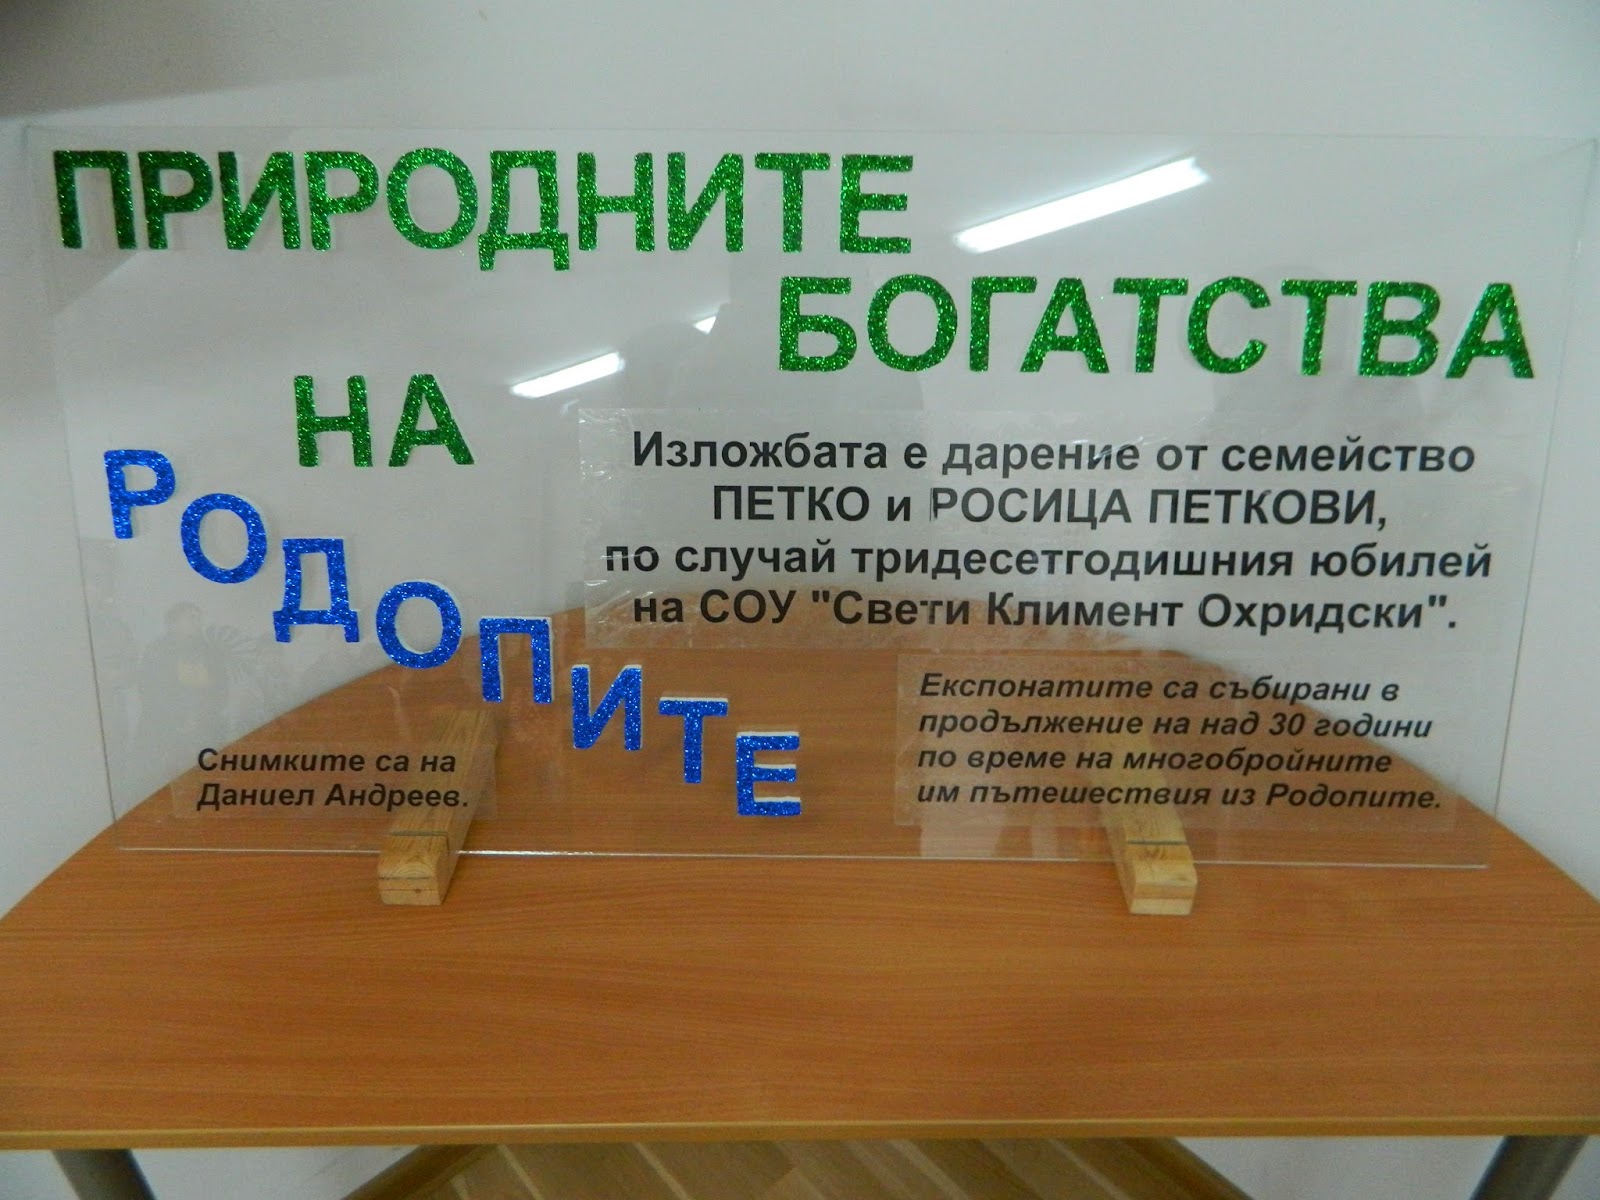 ПРИРОДНИТЕ
БОГАТСТВА
НА
РОДОПИТЕ
Изложбата е дарение от семейство
ПЕТКО и РОСИЦА ПЕТКОВИ,
по случай тридесетгодишния юбилей
на СОУ "Свети Климент Охридски".
Експонатите са събирани в
продължение на над 30 години
по време на многобройните
им пътешествия из Родопите.
Снимките са на
Даниел Андреев.